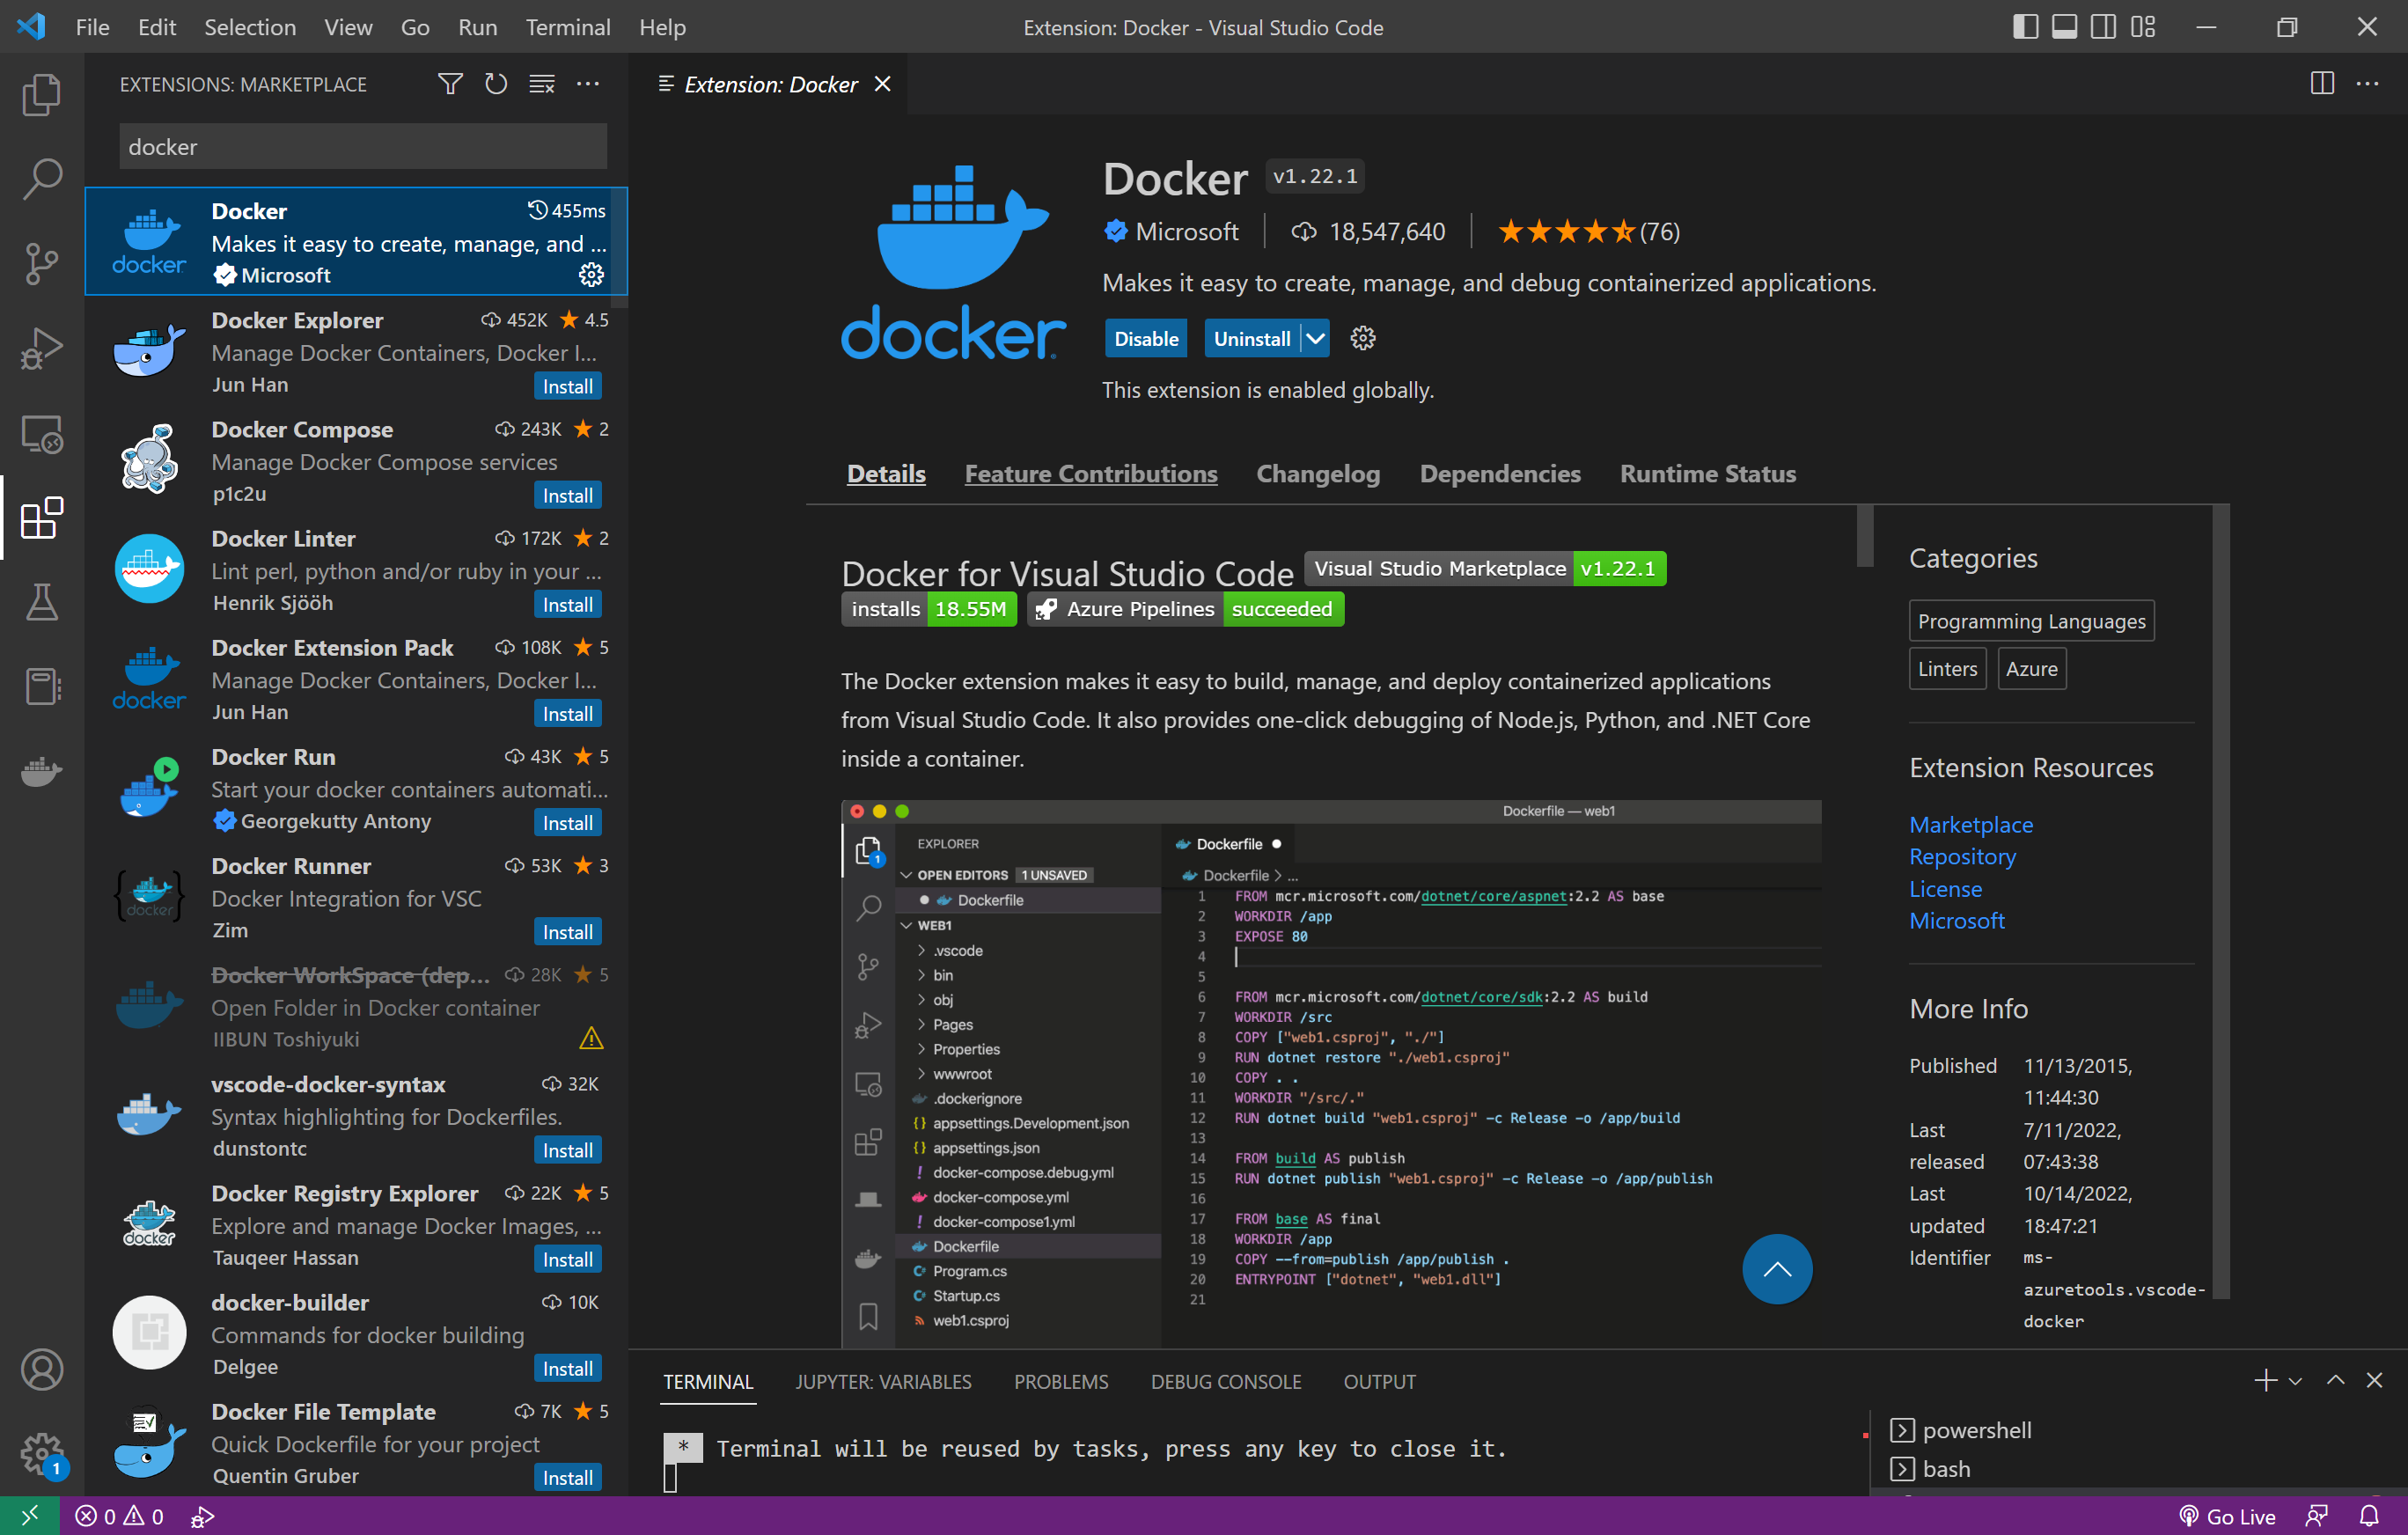 File Edit Selection View Go Run Terminal Help
Extension: Docker - Visual Studio Code
EXTENSIONS: MARKETPLACE
docker
Docker 455ms
Makes it easy to create, manage, and ...
Microsoft
docker
Docker Explorer 452K 4.5
Manage Docker Containers, Docker I...
Jun Han Install
Docker Compose 243K 2
Manage Docker Compose services
p1c2u Install
Docker Linter 172K 2
Lint perl, python and/or ruby in your ...
Henrik Sjööh Install
Docker Extension Pack 108K 5
Manage Docker Containers, Docker I...
Jun Han Install
docker
Docker Run 43K 5
Start your docker containers automati...
Georgekutty Antony Install
Docker Runner 53K 3
Docker Integration for VSC
Zim Install
docker
Docker WorkSpace (dep... 28K 5
Open Folder in Docker container
IIBUN Toshiyuki
vscode-docker-syntax 32K
Syntax highlighting for Dockerfiles.
dunstontc Install
Docker Registry Explorer 22K 5
Explore and manage Docker Images, ...
Tauqeer Hassan Install
docker
docker-builder 10K
Commands for docker building
Delgee Install
Docker File Template 7K 5
Quick Dockerfile for your project
Quentin Gruber Install
Extension: Docker
docker
Docker v1.22.1
Microsoft 18,547,640 (76)
Makes it easy to create, manage, and debug containerized applications.
Disable Uninstall
This extension is enabled globally.
Details Feature Contributions Changelog Dependencies Runtime Status
Docker for Visual Studio Code Visual Studio Marketplace v1.22.1
installs 18.55M Azure Pipelines succeeded
The Docker extension makes it easy to build, manage, and deploy containerized applications
from Visual Studio Code. It also provides one-click debugging of Node.js, Python, and .NET Core
inside a container.
Dockerfile — web1
EXPLORER
OPEN EDITORS 1 UNSAVED
Dockerfile
WEB1
.vscode
bin
obj
Pages
Properties
wwwroot
.dockerignore
{} appsettings.Development.json
{} appsettings.json
! docker-compose.debug.yml
docker-compose.yml
! docker-compose1.yml
Dockerfile
C# Program.cs
C# Startup.cs
web1.csproj
1
Dockerfile
Dockerfile > ...
1 FROM mcr.microsoft.com/dotnet/core/aspnet:2.2 AS base
2 WORKDIR /app
3 EXPOSE 80
4
5
6 FROM mcr.microsoft.com/dotnet/core/sdk:2.2 AS build
7 WORKDIR /src
8 COPY ["web1.csproj", "./"]
9 RUN dotnet restore "./web1.csproj"
10 COPY . .
11 WORKDIR "/src/."
12 RUN dotnet build "web1.csproj" -c Release -o /app/build
13
14 FROM build AS publish
15 RUN dotnet publish "web1.csproj" -c Release -o /app/publish
16
17 FROM base AS final
18 WORKDIR /app
19 COPY --from=publish /app/publish .
20 ENTRYPOINT ["dotnet", "web1.dll"]
21
Categories
Programming Languages
Linters Azure
Extension Resources
Marketplace
Repository
License
Microsoft
More Info
Published 11/13/2015,
11:44:30
Last 7/11/2022,
released 07:43:38
Last 10/14/2022,
updated 18:47:21
Identifier ms-
azuretools.vscode-
docker
TERMINAL JUPYTER: VARIABLES PROBLEMS DEBUG CONSOLE OUTPUT
* Terminal will be reused by tasks, press any key to close it.
powershell
bash
1
0 0
Go Live